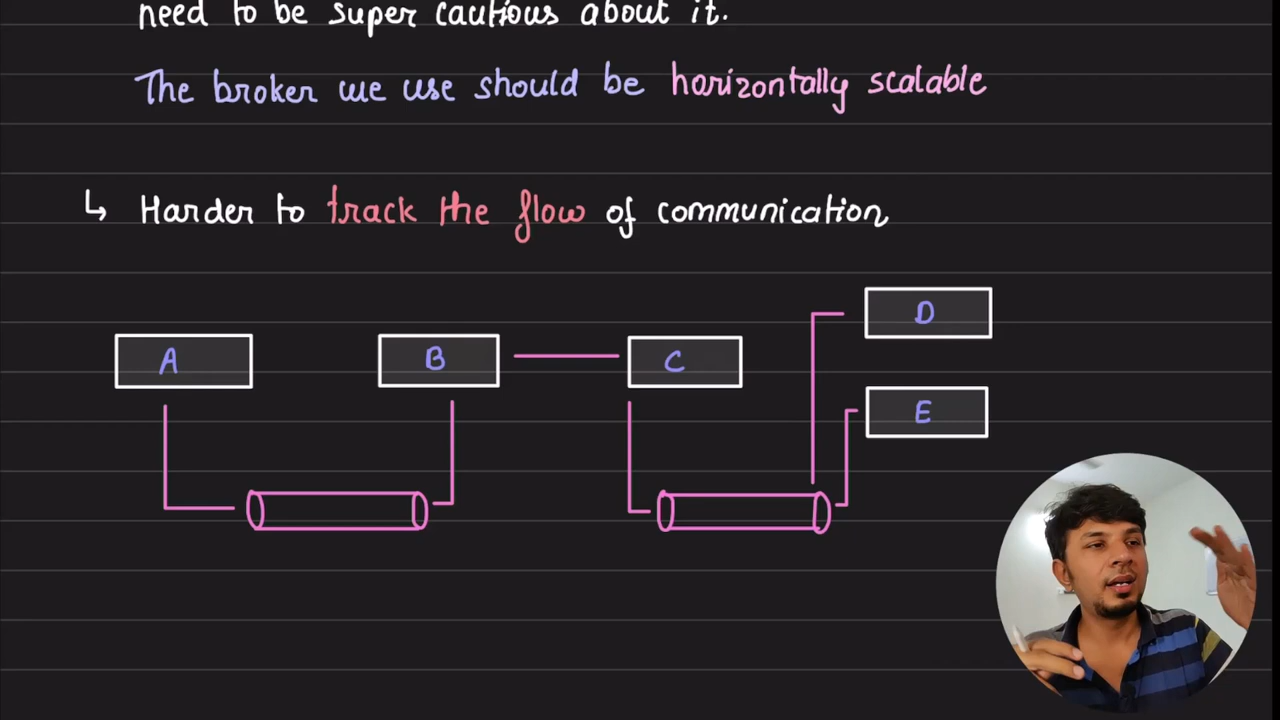 need to be super cautious about it.
The broker we use should be horizontally scalable
↳ Harder to track the flow of communication
D
A B C
E